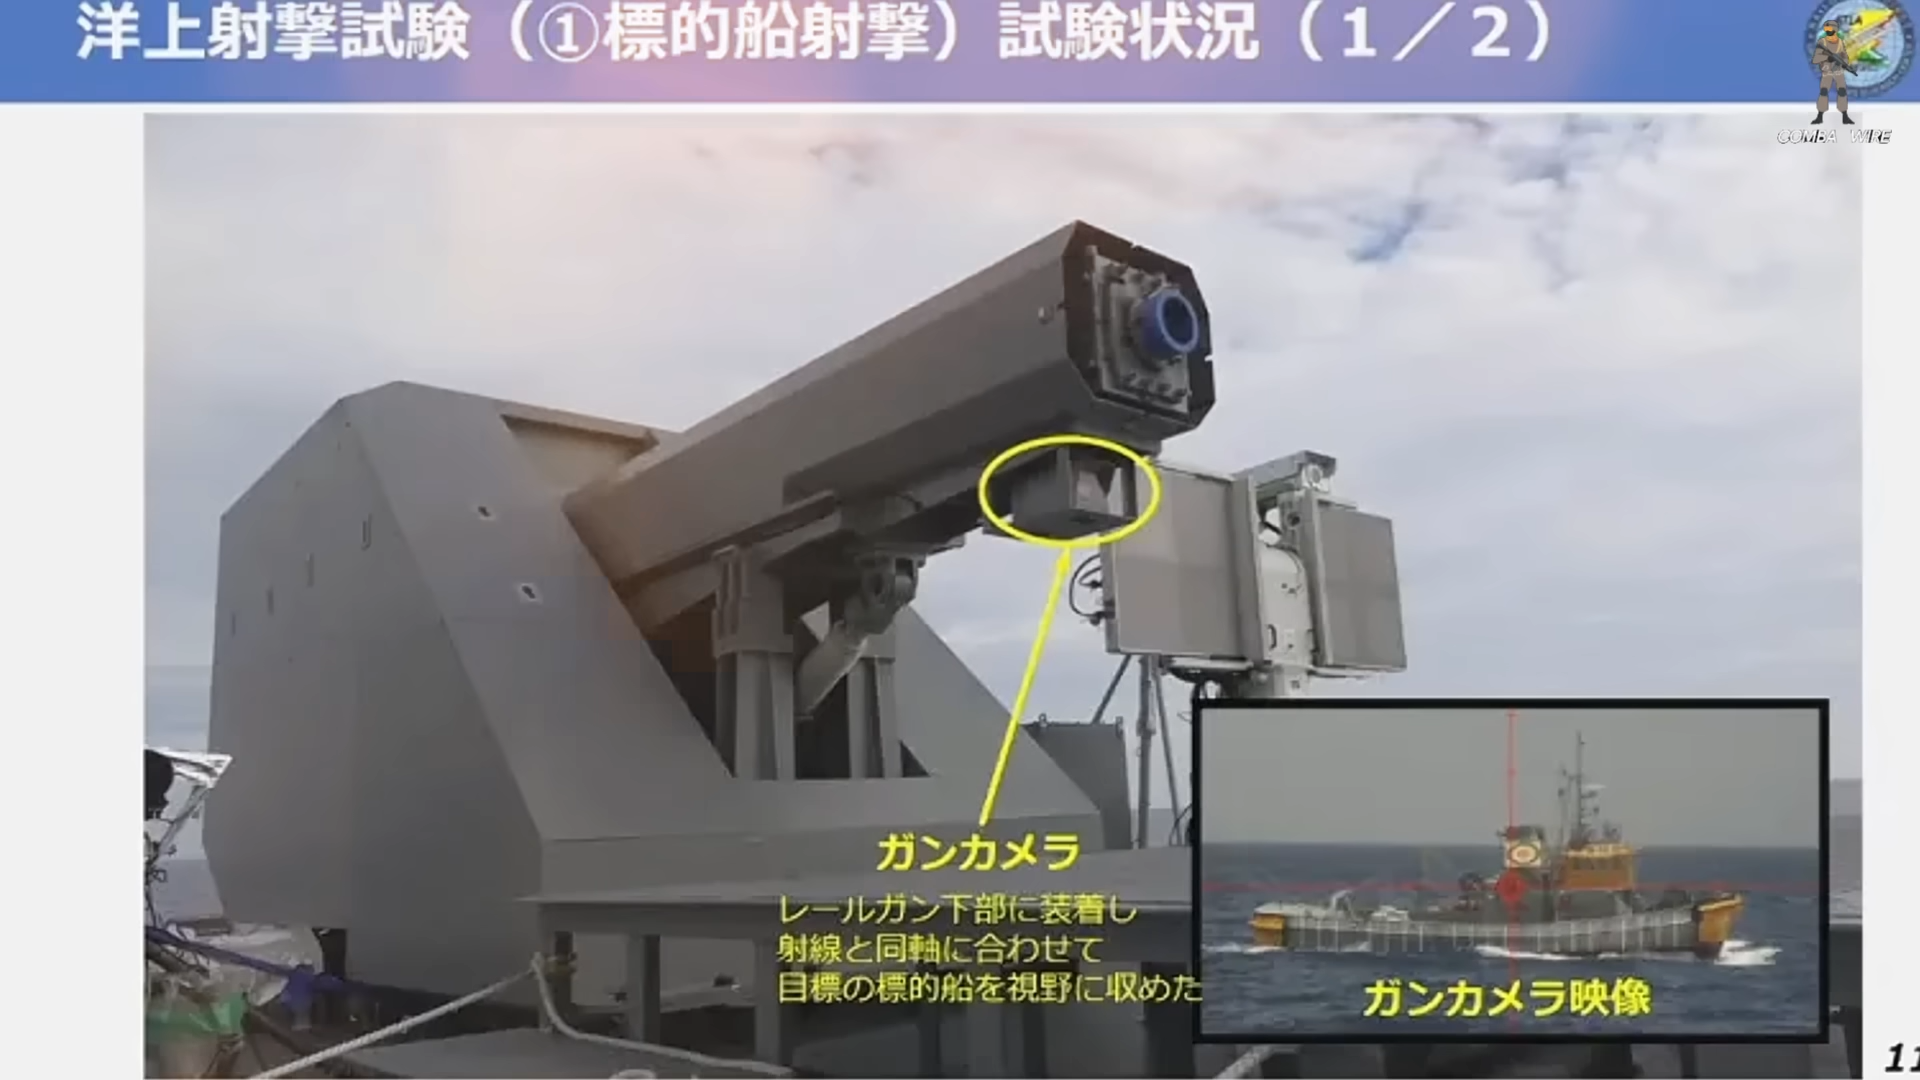 洋上射撃試験（①標的船射撃）試験状況（１／２）
ガンカメラ
レールガン下部に装着し
射線と同軸に合わせて
目標の標的船を視野に収めた
ガンカメラ映像
11